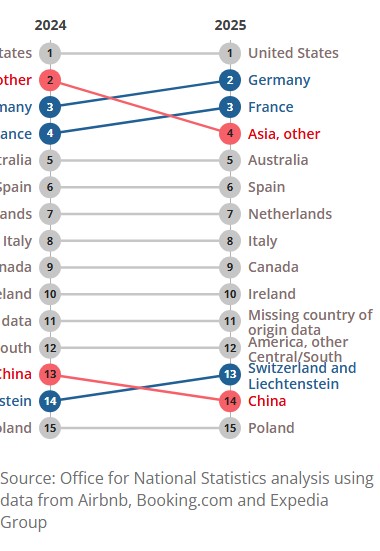 2024 2025
tates 1 1 United States
other 2 2 Germany
many 3 3 France
ance 4 4 Asia, other
tralia 5 5 Australia
Spain 6 6 Spain
lands 7 7 Netherlands
Italy 8 8 Italy
nada 9 9 Canada
eland 10 10 Ireland
data 11 11 Missing country of
origin data
outh 12 12 America, other
Central/South
China 13 13 Switzerland and
Liechtenstein
stein 14 14 China
oland 15 15 Poland
Source: Office for National Statistics analysis using
data from Airbnb, Booking.com and Expedia
Group